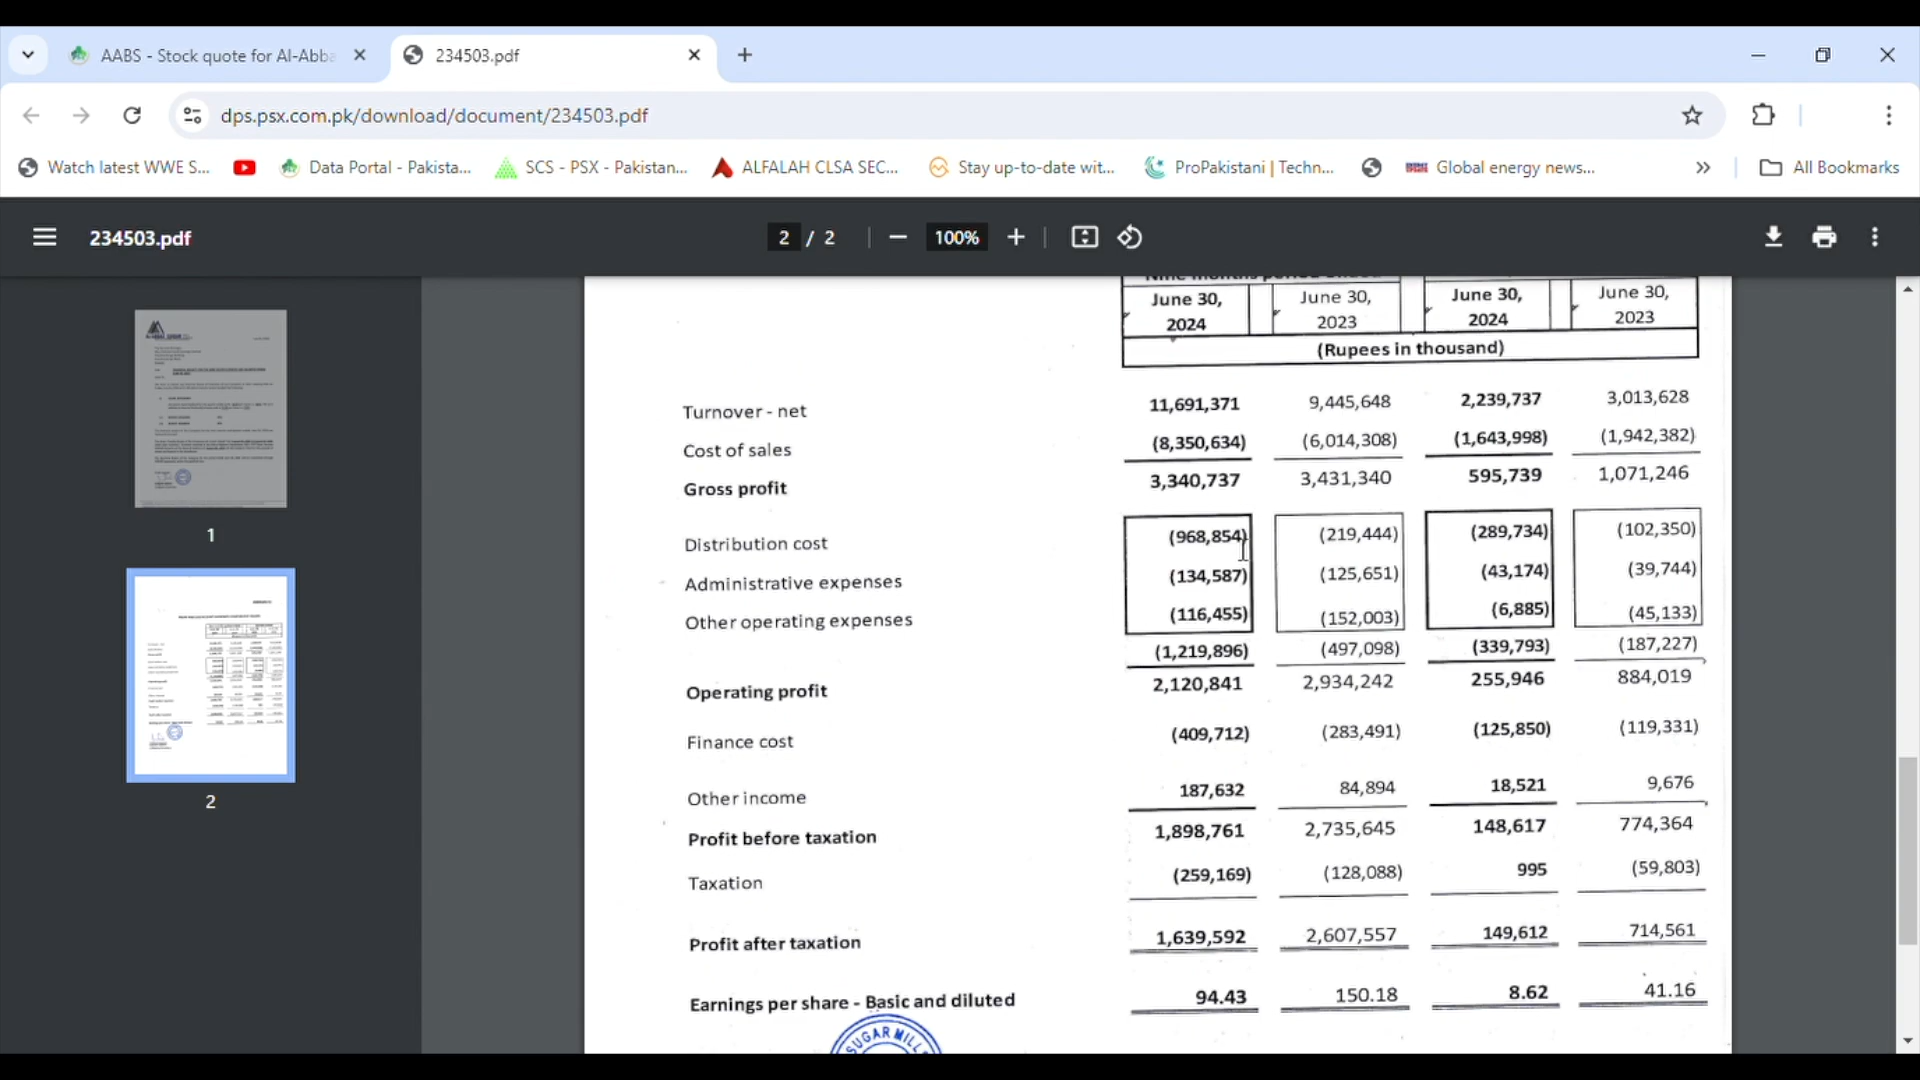 AABS - Stock quote for Al-Abba
234503.pdf
dps.psx.com.pk/download/document/234503.pdf
Watch latest WWE S...
Data Portal - Pakista...
SCS - PSX - Pakistan...
ALFALAH CLSA SEC...
Stay up-to-date wit...
ProPakistani | Techn...
Global energy news...
All Bookmarks
234503.pdf
2 / 2
100%
1
2
Nine months period ended
June 30, 2024 June 30, 2023 June 30, 2024 June 30, 2023
(Rupees in thousand)
Turnover - net 11,691,371 9,445,648 2,239,737 3,013,628
Cost of sales (8,350,634) (6,014,308) (1,643,998) (1,942,382)
Gross profit 3,340,737 3,431,340 595,739 1,071,246
Distribution cost (968,854) (219,444) (289,734) (102,350)
Administrative expenses (134,587) (125,651) (43,174) (39,744)
Other operating expenses (116,455) (152,003) (6,885) (45,133)
(1,219,896) (497,098) (339,793) (187,227)
Operating profit 2,120,841 2,934,242 255,946 884,019
Finance cost (409,712) (283,491) (125,850) (119,331)
Other income 187,632 84,894 18,521 9,676
Profit before taxation 1,898,761 2,735,645 148,617 774,364
Taxation (259,169) (128,088) 995 (59,803)
Profit after taxation 1,639,592 2,607,557 149,612 714,561
Earnings per share - Basic and diluted 94.43 150.18 8.62 41.16
SUGAR MILLS